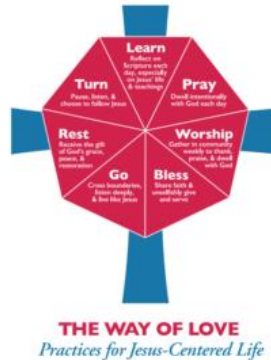 Learn
Reflect on
Scripture each
day, especially
on Jesus' life
& teachings
Turn
Pause, listen, &
choose to follow Jesus
Pray
Dwell intentionally
with God each day
Rest
Receive the gift
of God's grace,
peace, &
restoration
Worship
Gather in community
weekly to thank,
praise, & dwell
with God
Go
Cross boundaries,
listen deeply,
& live like Jesus
Bless
Share faith &
unselfishly give
and serve
THE WAY OF LOVE
Practices for Jesus-Centered Life